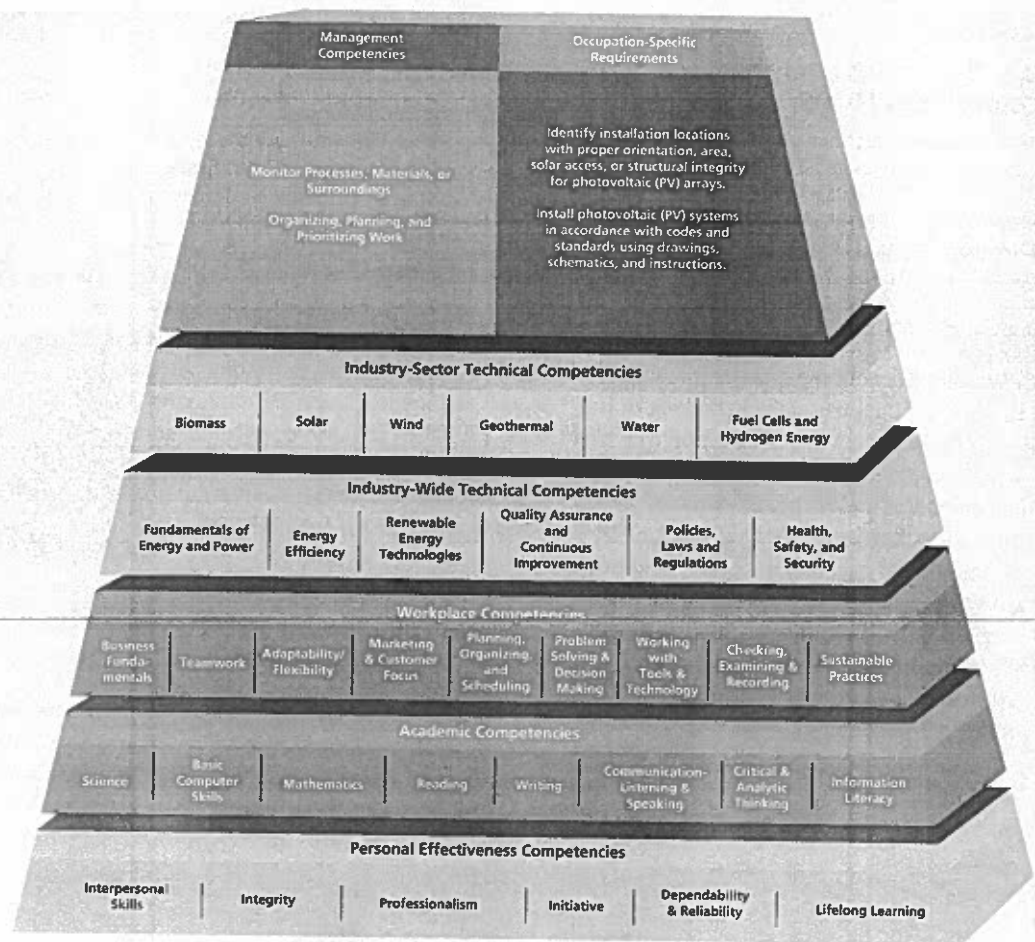 Management
Competencies
Occupation-Specific
Requirements
Monitor Processes, Materials, or
Surroundings
Organizing, Planning, and
Prioritizing Work
Identify installation locations
with proper orientation, area,
solar access, or structural integrity
for photovoltaic (PV) arrays.
Install photovoltaic (PV) systems
in accordance with codes and
standards using drawings,
schematics, and instructions.
Industry-Sector Technical Competencies
Biomass
Solar
Wind
Geothermal
Water
Fuel Cells and
Hydrogen Energy
Industry-Wide Technical Competencies
Fundamentals of
Energy and Power
Energy
Efficiency
Renewable
Energy
Technologies
Quality Assurance
and
Continuous
Improvement
Policies,
Laws and
Regulations
Health,
Safety, and
Security
Workplace Competencies
Business
Funda-
mentals
Teamwork
Adaptability/
Flexibility
Marketing
& Customer
Focus
Planning,
Organizing,
and
Scheduling
Problem
Solving &
Decision
Making
Working
with
Tools &
Technology
Checking,
Examining &
Recording
Sustainable
Practices
Academic Competencies
Science
Basic
Computer
Skills
Mathematics
Reading
Writing
Communication-
Listening &
Speaking
Critical &
Analytic
Thinking
Information
Literacy
Personal Effectiveness Competencies
Interpersonal
Skills
Integrity
Professionalism
Initiative
Dependability
& Reliability
Lifelong Learning